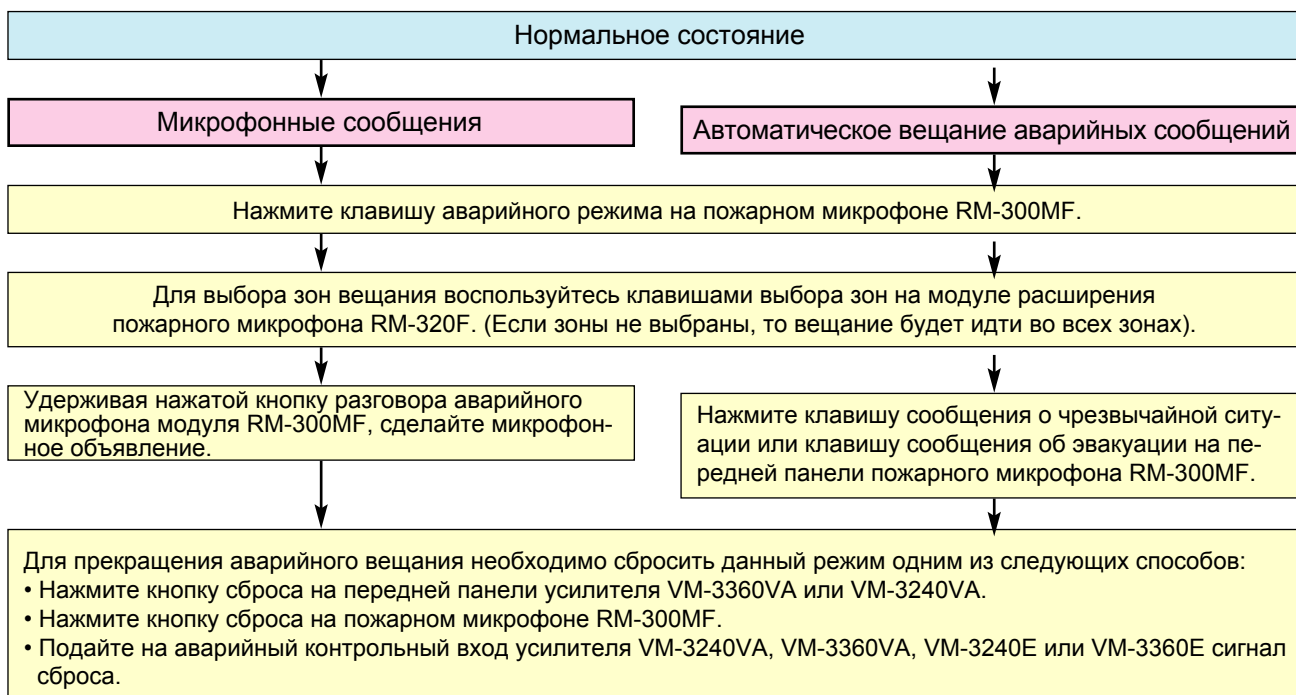 Нормальное состояние
Микрофонные сообщения
Автоматическое вещание аварийных сообщений
Нажмите клавишу аварийного режима на пожарном микрофоне RM-300MF.
Для выбора зон вещания воспользуйтесь клавишами выбора зон на модуле расширения
пожарного микрофона RM-320F. (Если зоны не выбраны, то вещание будет идти во всех зонах).
Удерживая нажатой кнопку разговора аварийного
микрофона модуля RM-300MF, сделайте микрофон-
ное объявление.
Нажмите клавишу сообщения о чрезвычайной ситу-
ации или клавишу сообщения об эвакуации на пе-
редней панели пожарного микрофона RM-300MF.
Для прекращения аварийного вещания необходимо сбросить данный режим одним из следующих способов:
• Нажмите кнопку сброса на передней панели усилителя VM-3360VA или VM-3240VA.
• Нажмите кнопку сброса на пожарном микрофоне RM-300MF.
• Подайте на аварийный контрольный вход усилителя VM-3240VA, VM-3360VA, VM-3240E или VM-3360E сигнал
сброса.